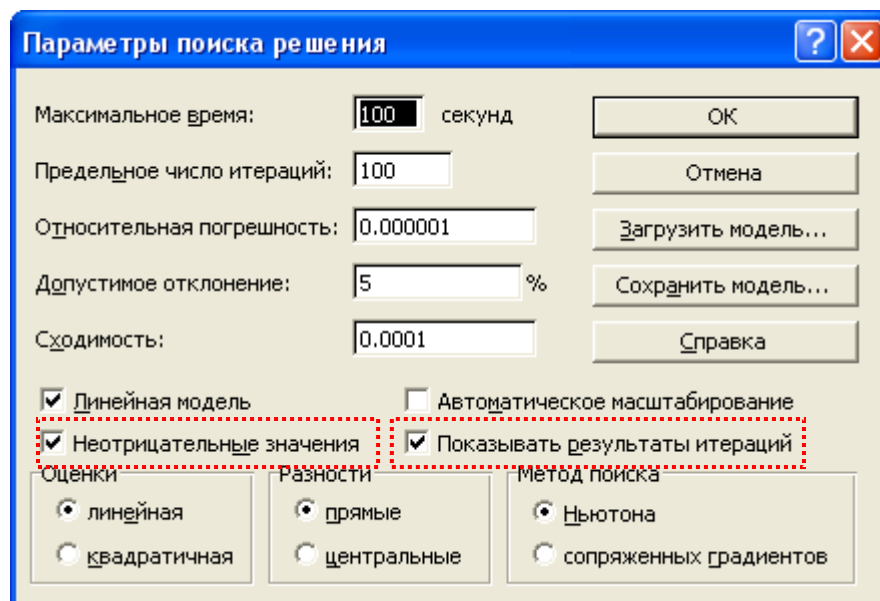 Параметры поиска решения
Максимальное время: 100 секунд OK
Предельное число итераций: 100 Отмена
Относительная погрешность: 0.000001 Загрузить модель...
Допустимое отклонение: 5 % Сохранить модель...
Сходимость: 0.0001 Справка
Линейная модель Автоматическое масштабирование
Неотрицательные значения Показывать результаты итераций
Оценки Разности Метод поиска
линейная прямые Ньютона
квадратичная центральные сопряженных градиентов